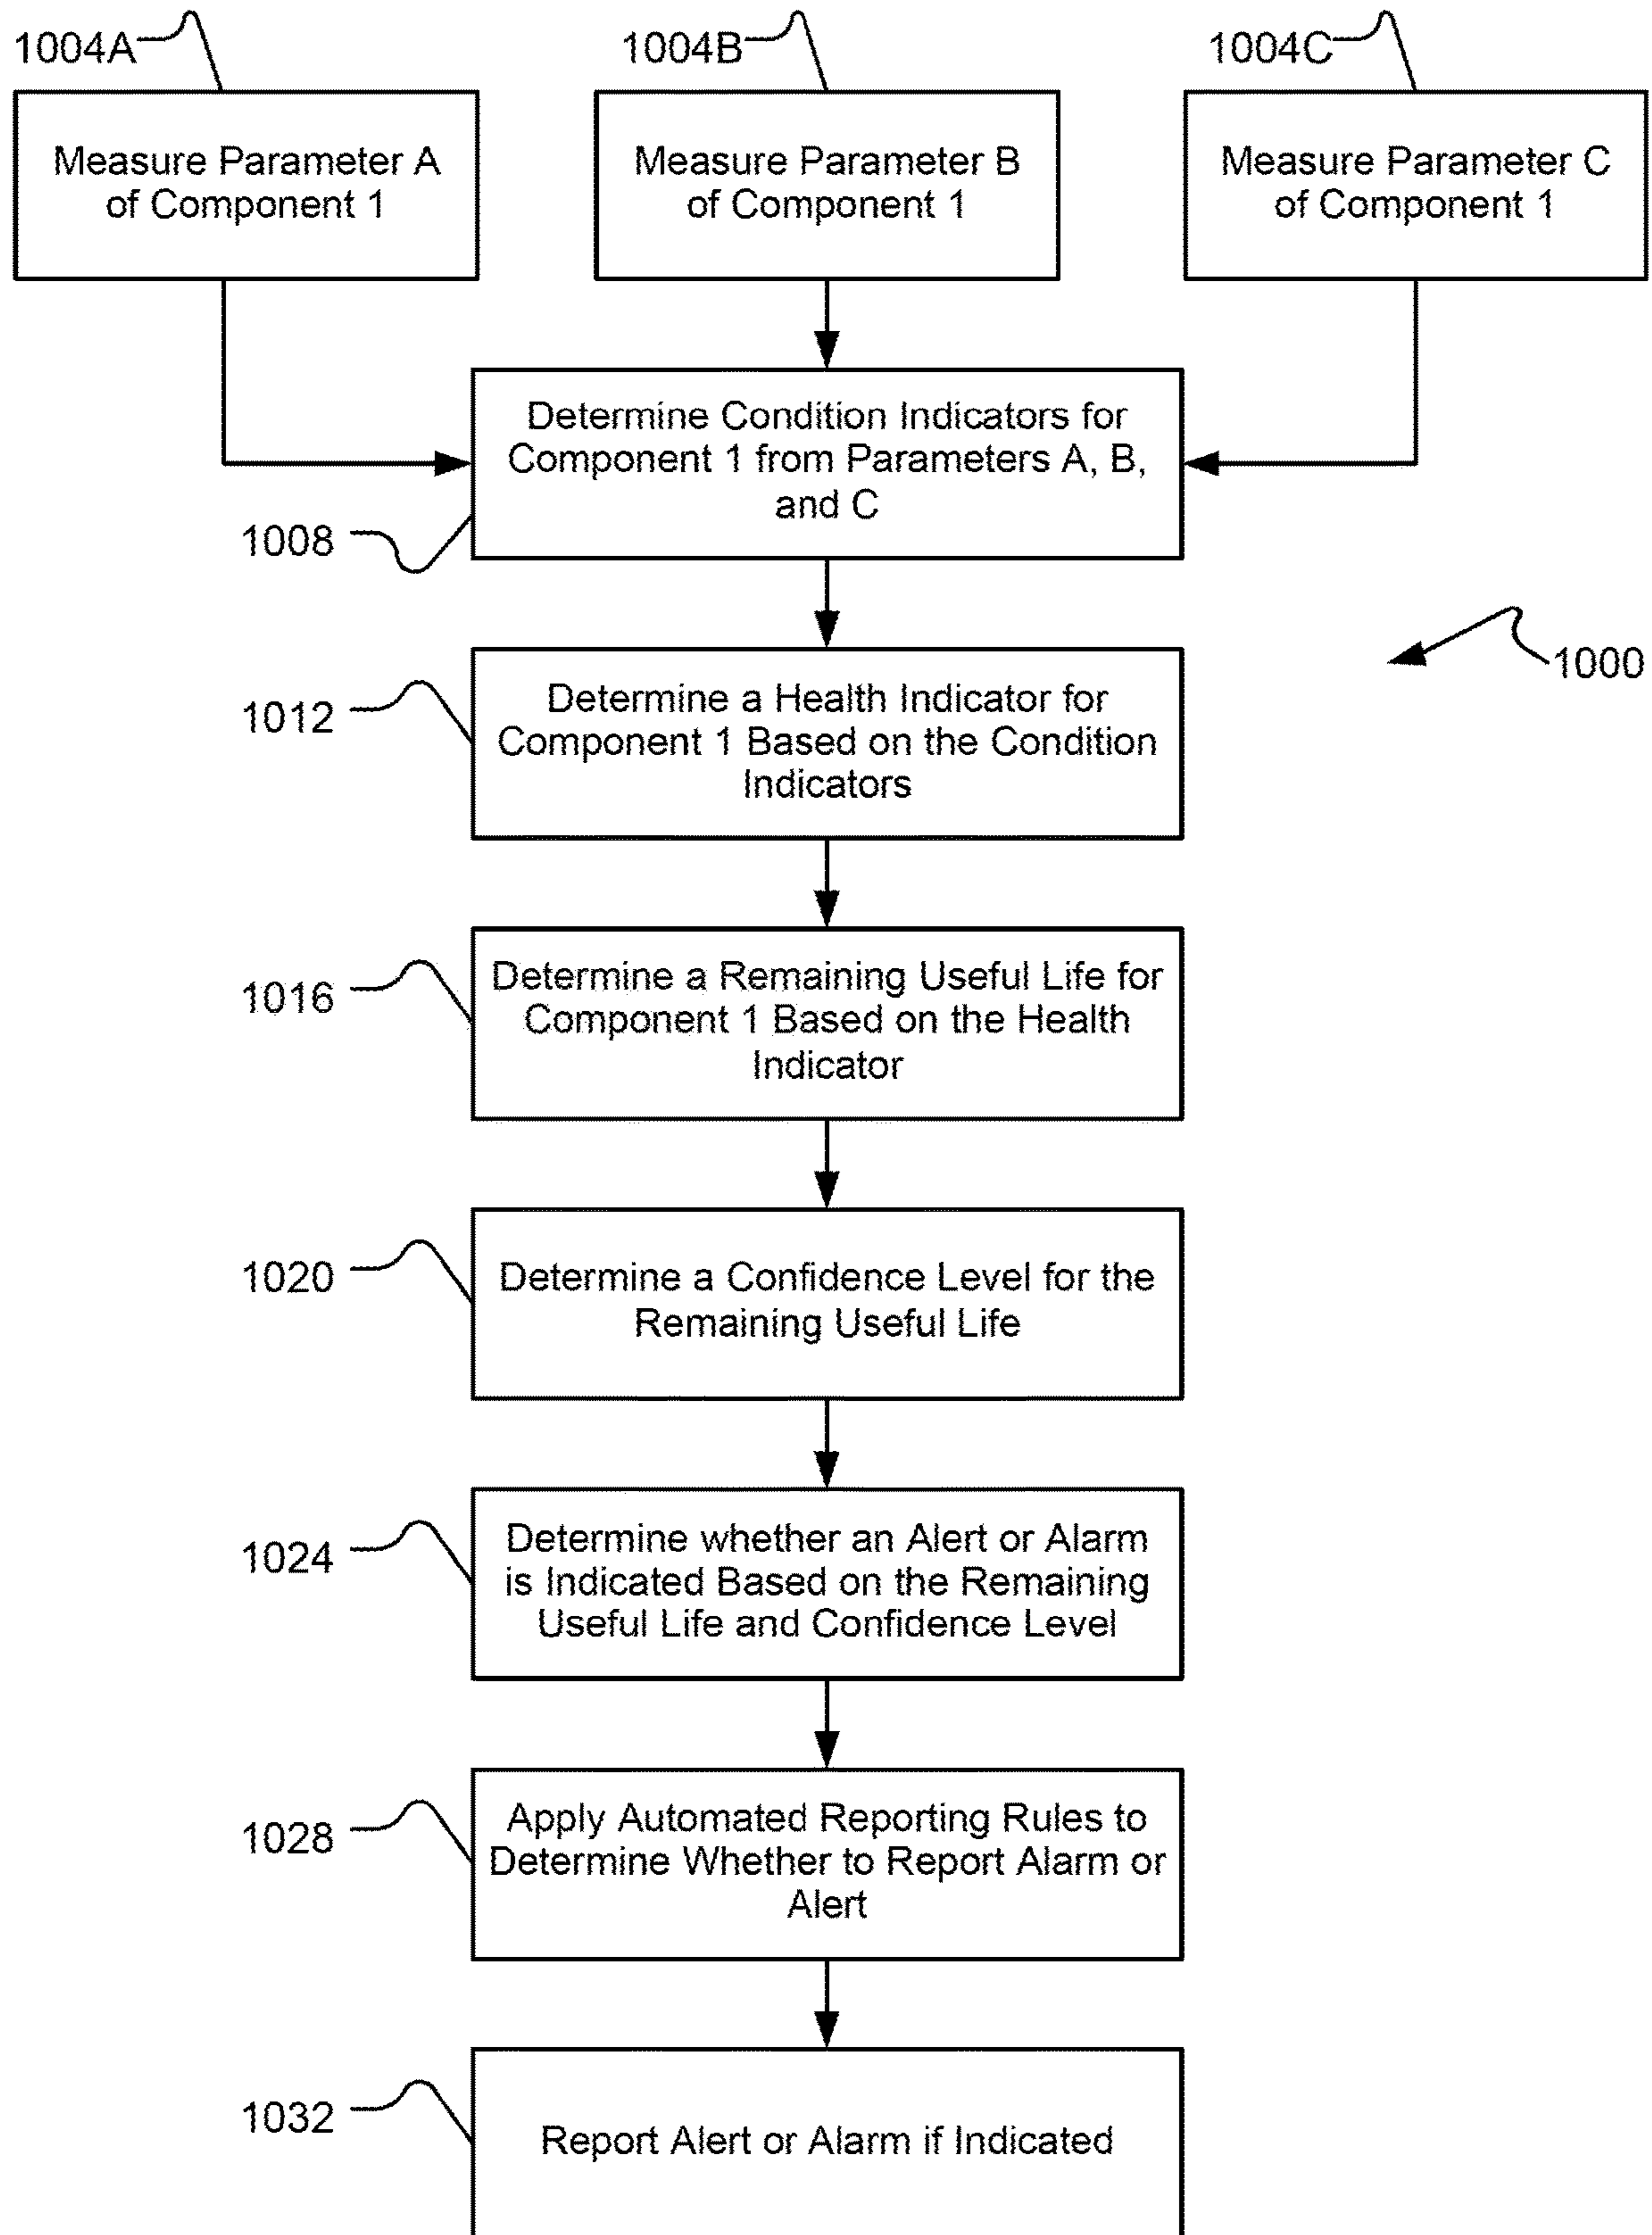 1004A
1004B
1004C
Measure Parameter A
of Component 1
Measure Parameter B
of Component 1
Measure Parameter C
of Component 1
Determine Condition Indicators for
Component 1 from Parameters A, B,
and C
1008
1000
1012
Determine a Health Indicator for
Component 1 Based on the Condition
Indicators
1016
Determine a Remaining Useful Life for
Component 1 Based on the Health
Indicator
1020
Determine a Confidence Level for the
Remaining Useful Life
1024
Determine whether an Alert or Alarm
is Indicated Based on the Remaining
Useful Life and Confidence Level
1028
Apply Automated Reporting Rules to
Determine Whether to Report Alarm or
Alert
1032
Report Alert or Alarm if Indicated